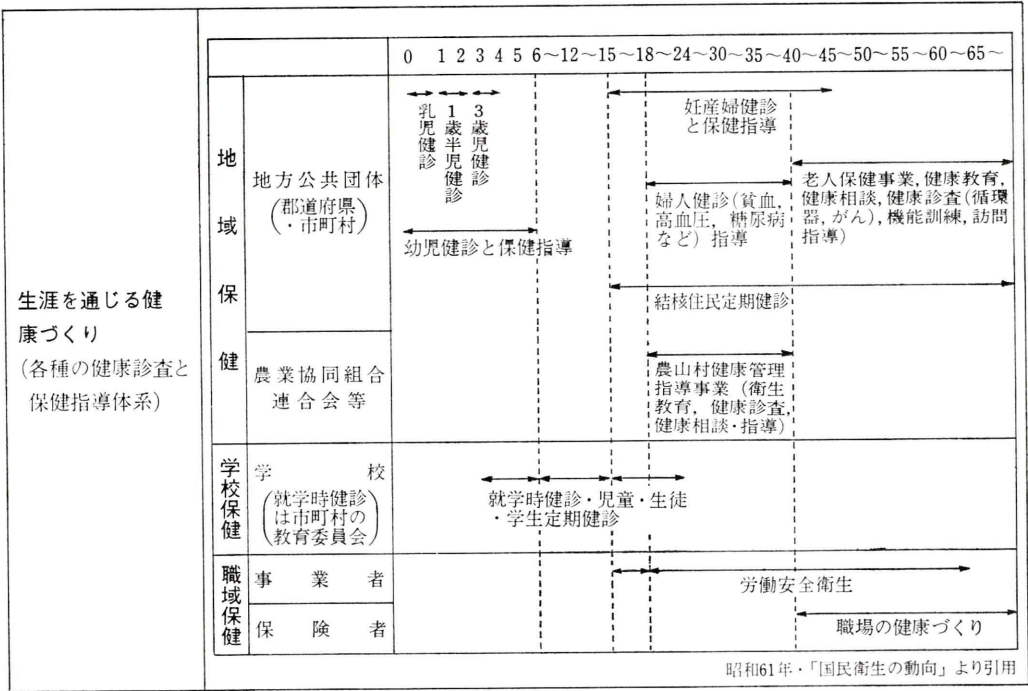 0 1 2 3 4 5 6～12～15～18～24～30～35～40～45～50～55～60～65～
生涯を通じる健
康づくり
(各種の健康診査と
保健指導体系)
地域保健
地方公共団体
(郡道府県
・市町村)
乳児健診
1歳半児健診
3歳児健診
幼児健診と保健指導
妊産婦健診
と保健指導
婦人健診(貧血,
高血圧, 糖尿病
など) 指導
老人保健事業, 健康教育,
健康相談, 健康診査(循環
器, がん), 機能訓練, 訪問
指導)
結核住民定期健診
農業協同組合
連合会等
農山村健康管理
指導事業 (衛生
教育, 健康診査,
健康相談・指導)
学校保健
学校
(就学時健診
は市町村の
教育委員会)
就学時健診・児童・生徒
・学生定期健診
職域保健
事業者
労働安全衛生
保険者
職場の健康づくり
昭和61年・「国民衛生の動向」より引用